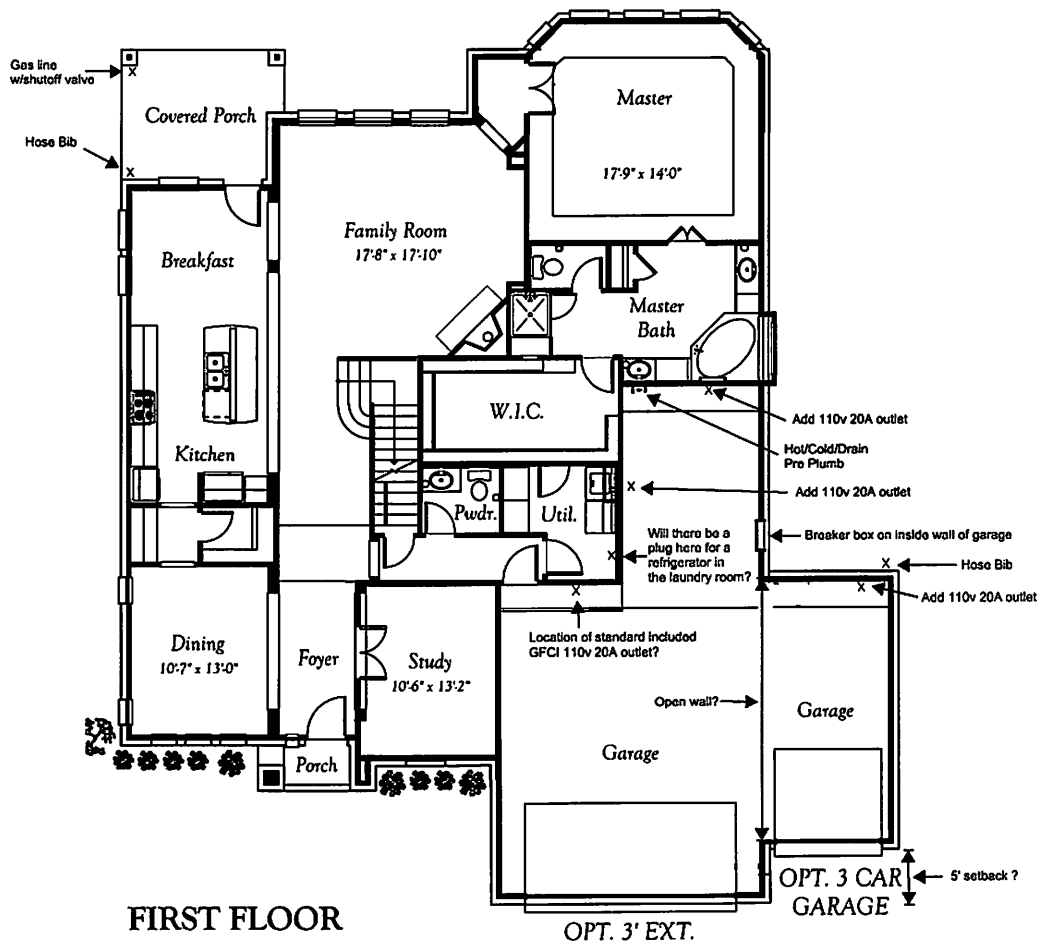 Gas line
w/shutoff valve
Covered Porch
Master
Hose Bib
17'-9" x 14'-0"
Family Room
17'-8" x 17'-10"
Breakfast
Master
Bath
W.I.C.
Add 110v 20A outlet
Kitchen
Hot/Cold/Drain
Pre Plumb
Add 110v 20A outlet
Pwdr.
Util.
Will there be a
plug here for a
refrigerator in
the laundry room?
Breaker box on inside wall of garage
Hose Bib
Add 110v 20A outlet
Dining
10'-7" x 13'-0"
Foyer
Study
10'-6" x 13'-2"
Location of standard included
GFCI 110v 20A outlet?
Open wall?
Garage
Garage
Porch
5' setback ?
OPT. 3 CAR
GARAGE
FIRST FLOOR
OPT. 3' EXT.